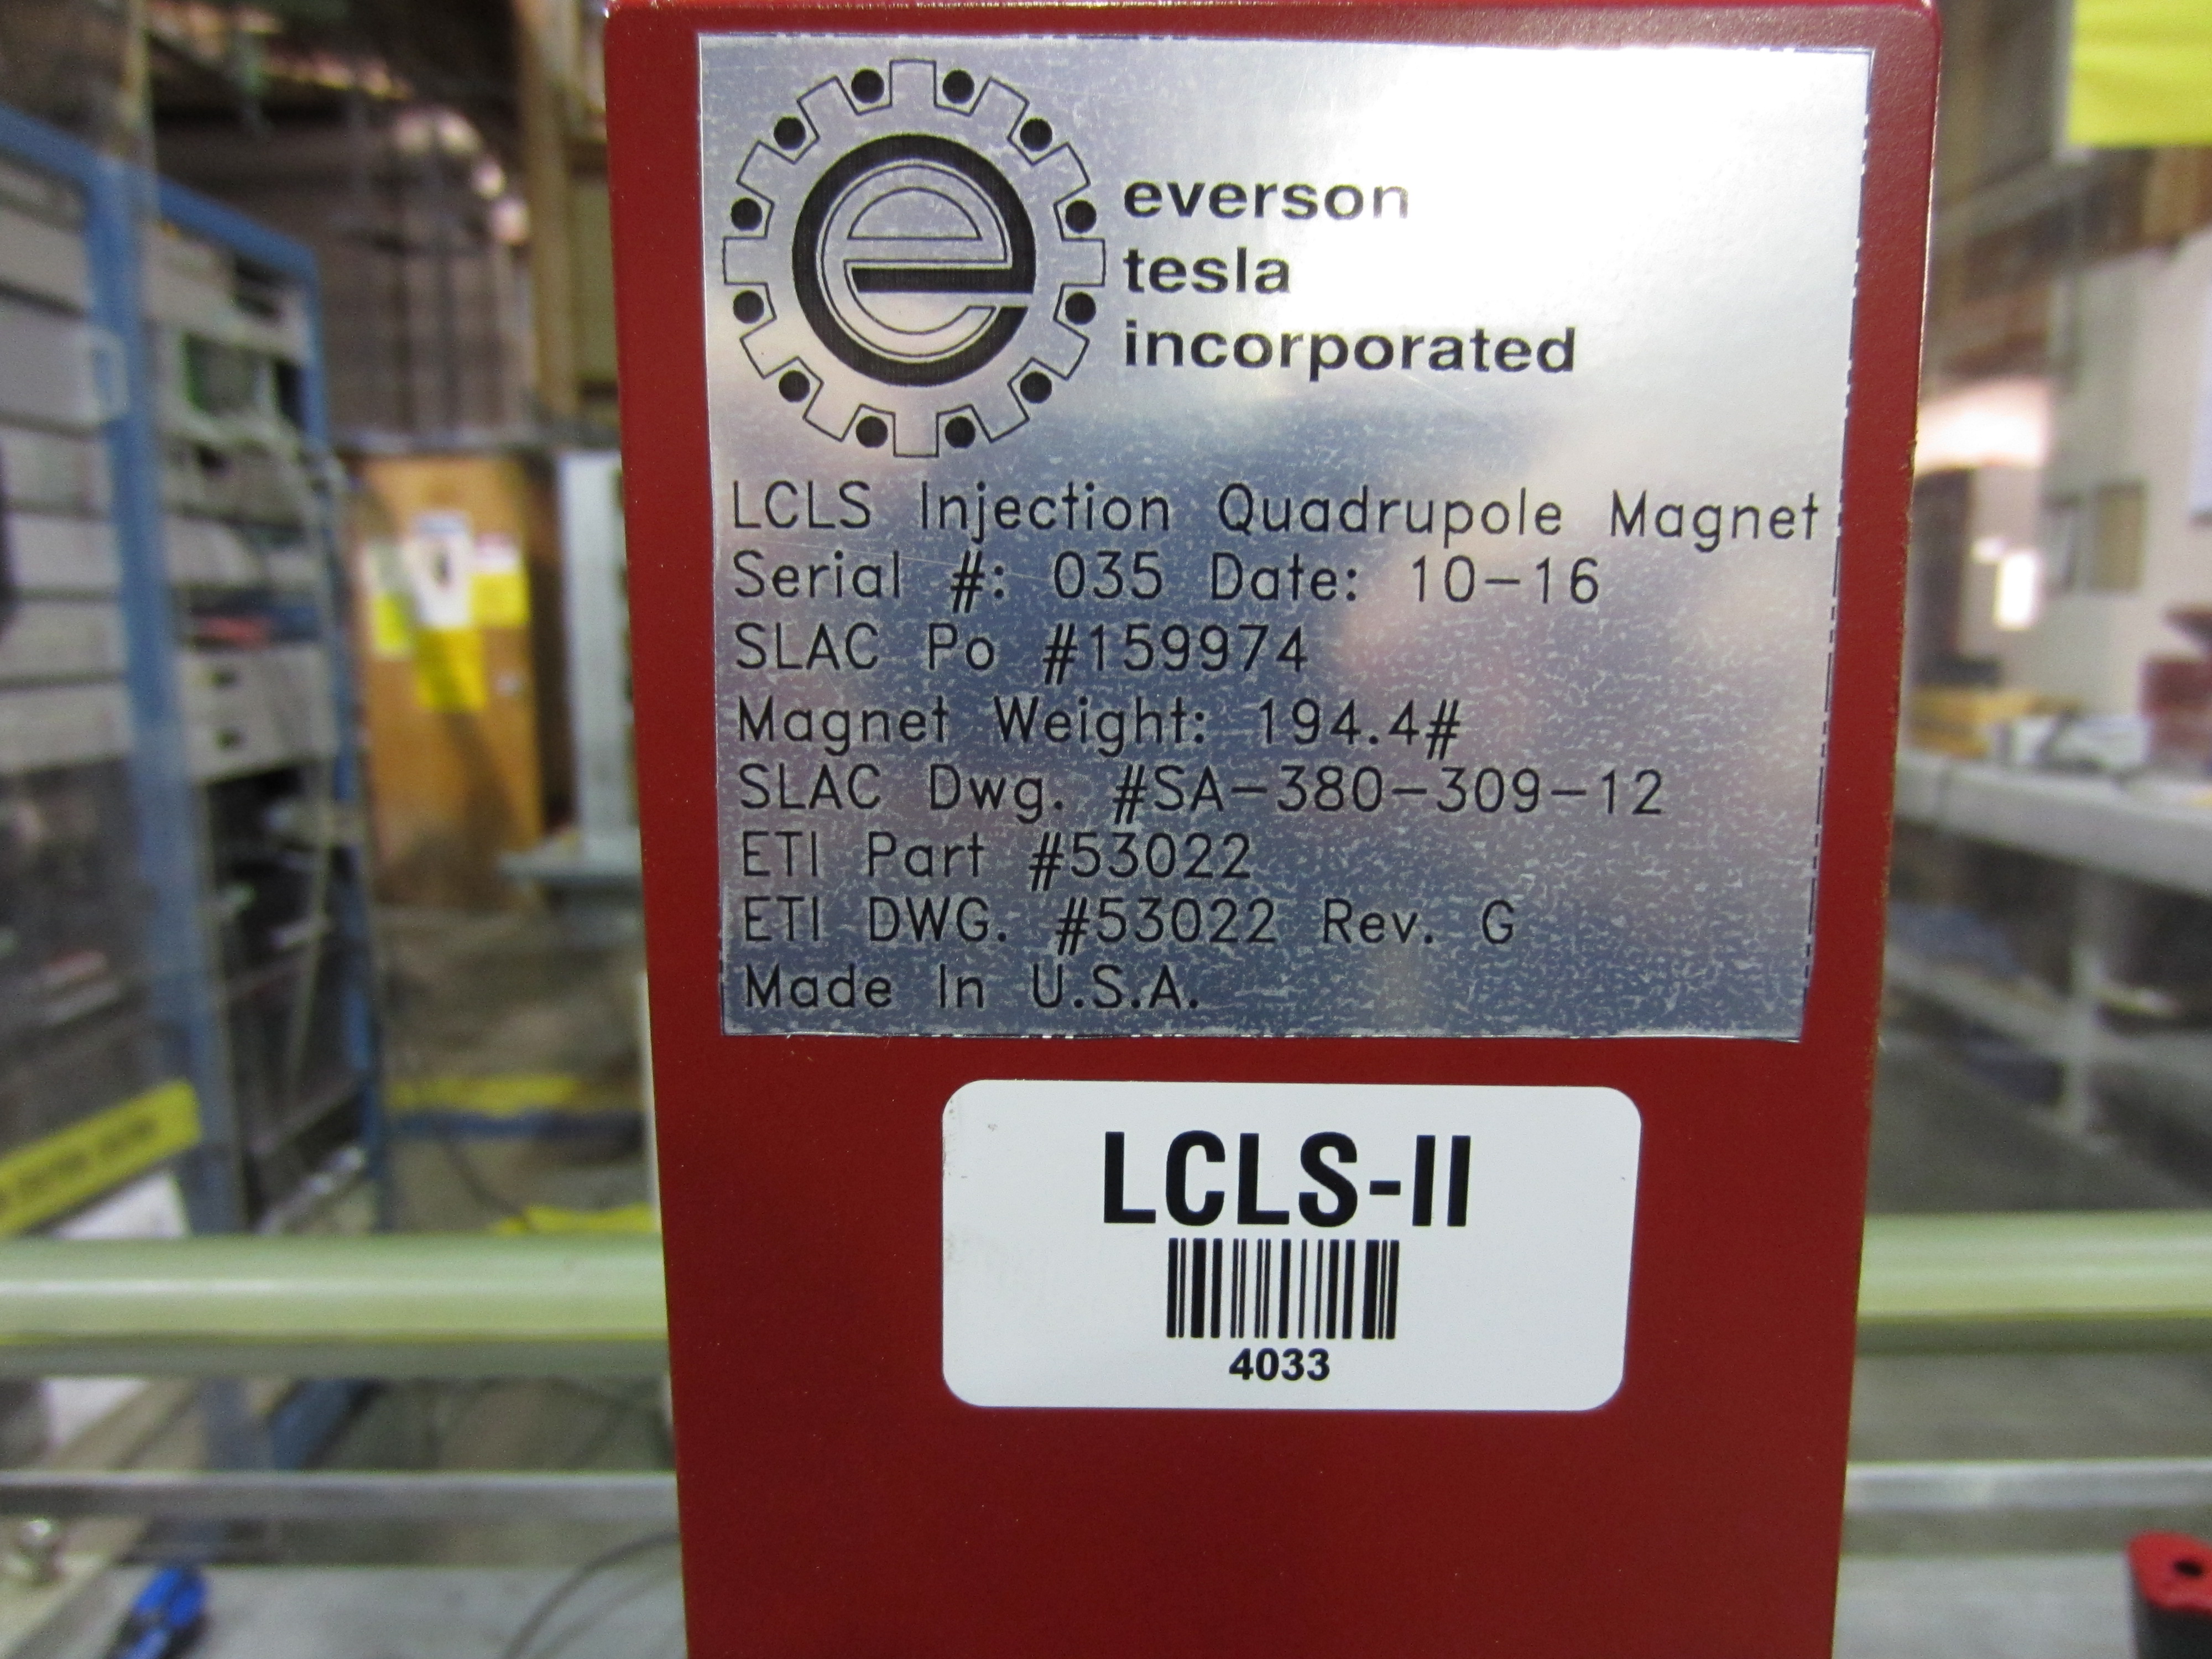 e
everson
tesla
incorporated
LCLS Injection Quadrupole Magnet
Serial #: 035 Date: 10-16
SLAC Po #159974
Magnet Weight: 194.4#
SLAC Dwg. #SA-380-309-12
ETI Part #53022
ETI DWG. #53022 Rev. G
Made In U.S.A.
LCLS-II
4033